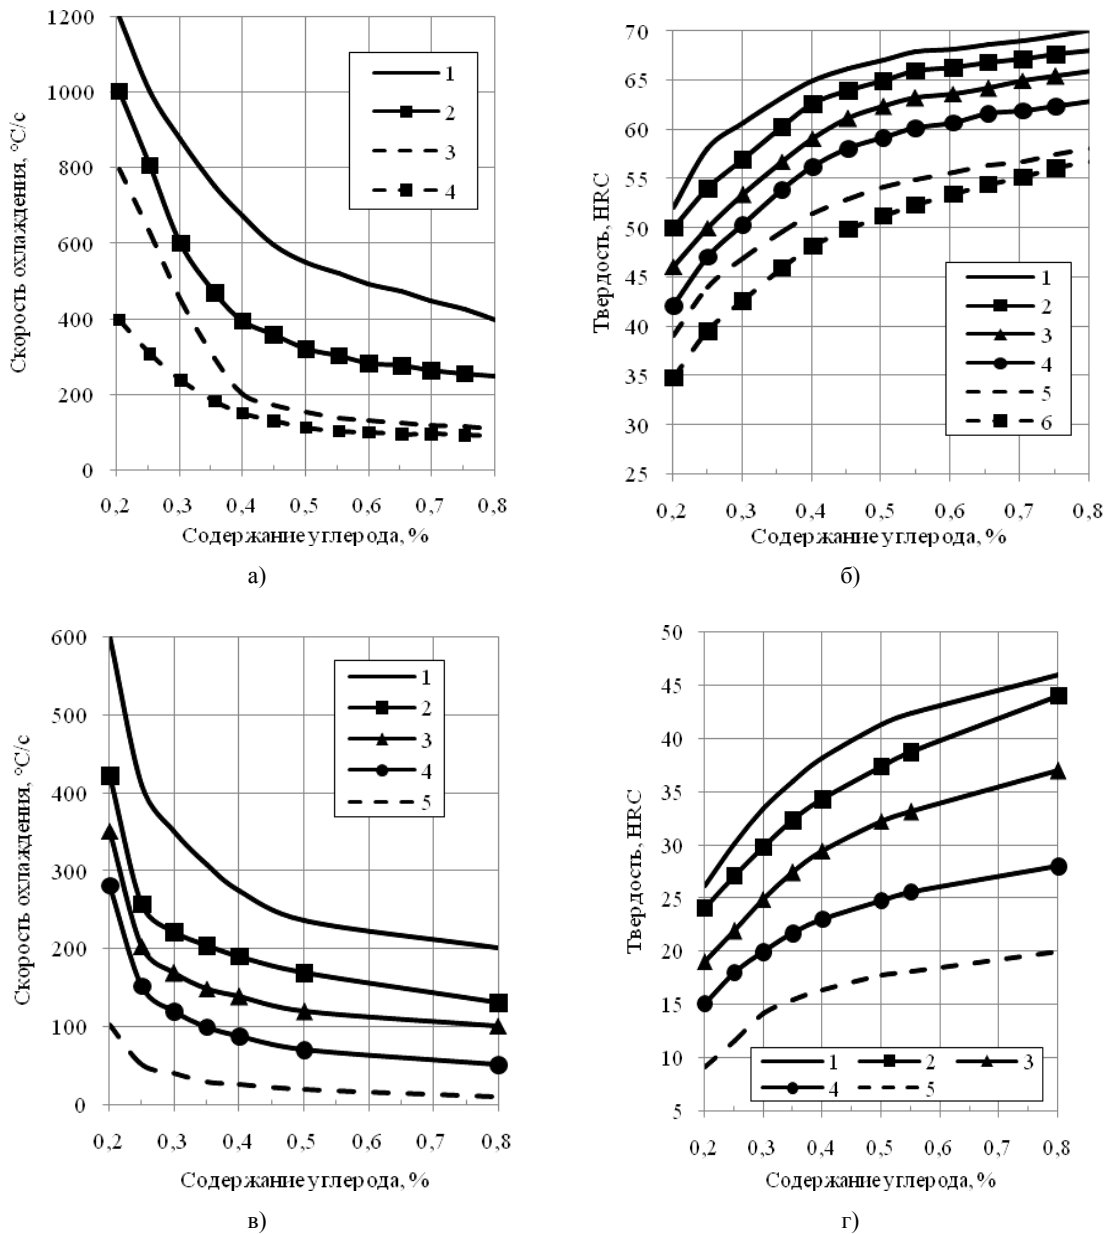 1200
1000
800
600
400
200
0
0,2 0,3 0,4 0,5 0,6 0,7 0,8
Скорость охлаждения, °С/с
Содержание углерода, %
1
2
3
4
а)
70
65
60
55
50
45
40
35
30
25
0,2 0,3 0,4 0,5 0,6 0,7 0,8
Твердость, HRC
Содержание углерода, %
1
2
3
4
5
6
б)
600
500
400
300
200
100
0
0,2 0,3 0,4 0,5 0,6 0,7 0,8
Скорость охлаждения, °С/с
Содержание углерода, %
1
2
3
4
5
в)
50
45
40
35
30
25
20
15
10
5
0,2 0,3 0,4 0,5 0,6 0,7 0,8
Твердость, HRC
Содержание углерода, %
1 2 3
4 5
г)